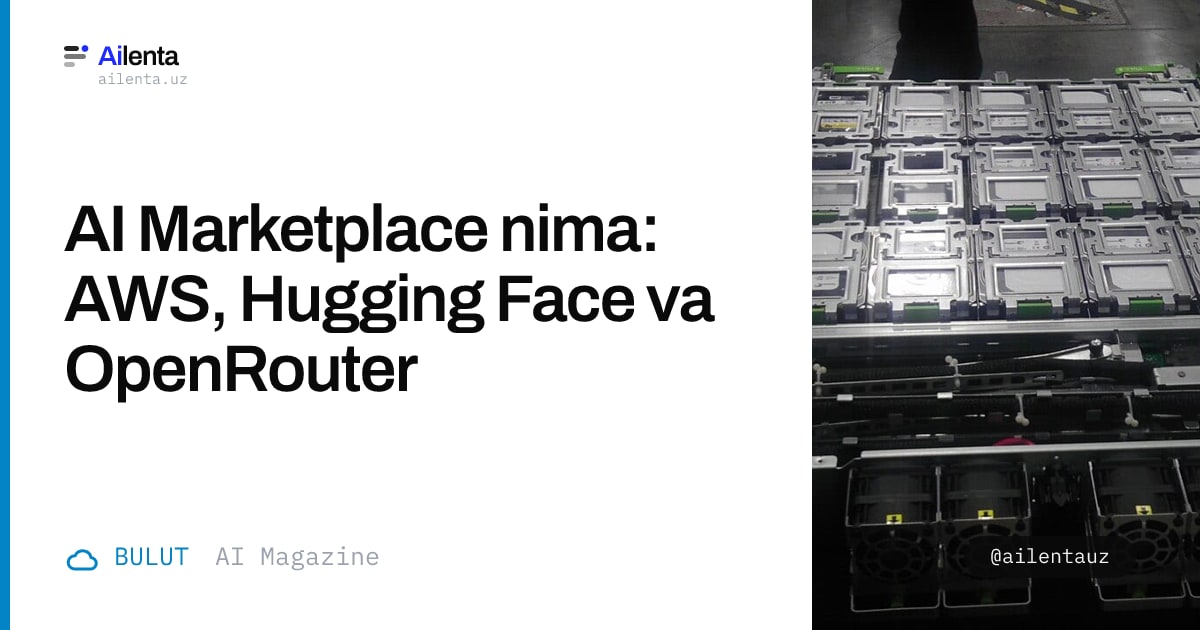 Ailenta
ailenta.uz
AI Marketplace nima:
AWS, Hugging Face va
OpenRouter
BULUT AI Magazine
@ailentauz